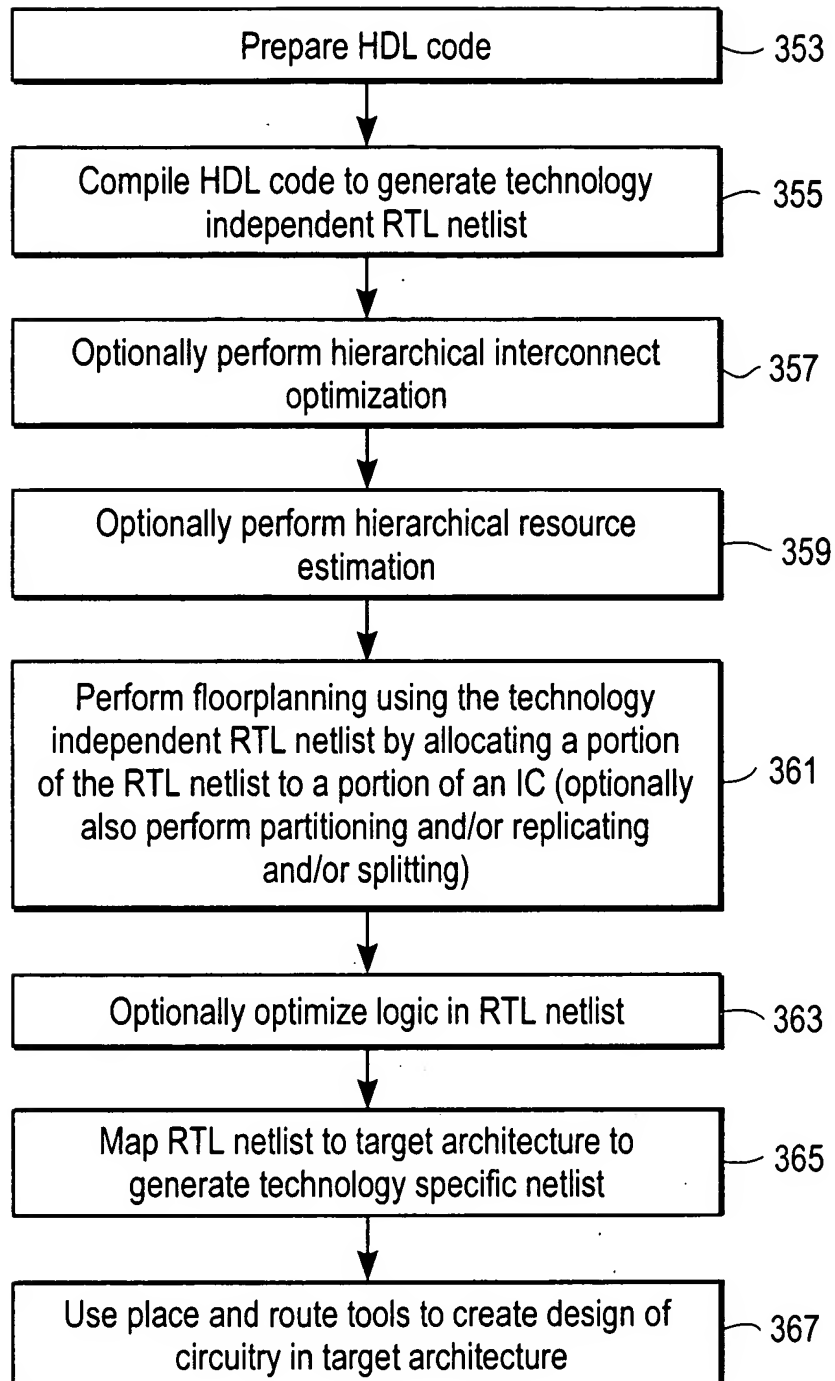 Prepare HDL code
353
Compile HDL code to generate technology
independent RTL netlist
355
Optionally perform hierarchical interconnect
optimization
357
Optionally perform hierarchical resource
estimation
359
Perform floorplanning using the technology
independent RTL netlist by allocating a portion
of the RTL netlist to a portion of an IC (optionally
also perform partitioning and/or replicating
and/or splitting)
361
Optionally optimize logic in RTL netlist
363
Map RTL netlist to target architecture to
generate technology specific netlist
365
Use place and route tools to create design of
circuitry in target architecture
367